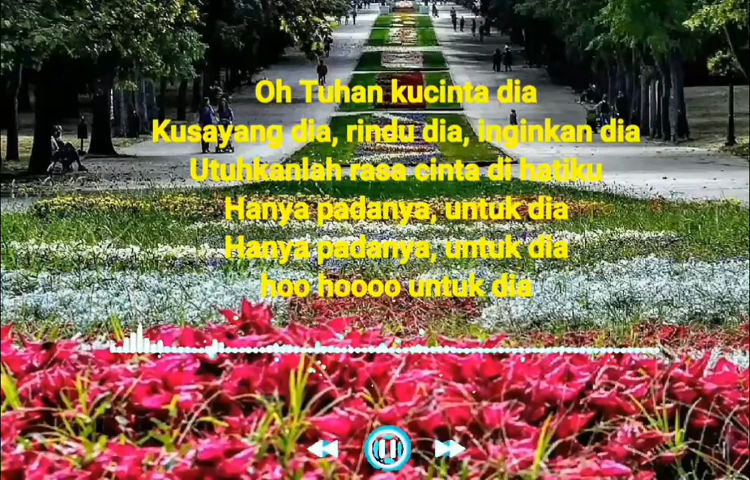 Oh Tuhan kucinta dia
Kusayang dia, rindu dia, inginkan dia
Utuhkanlah rasa cinta di hatiku
Hanya padanya, untuk dia
Hanya padanya, untuk dia
hoo hoooo untuk dia